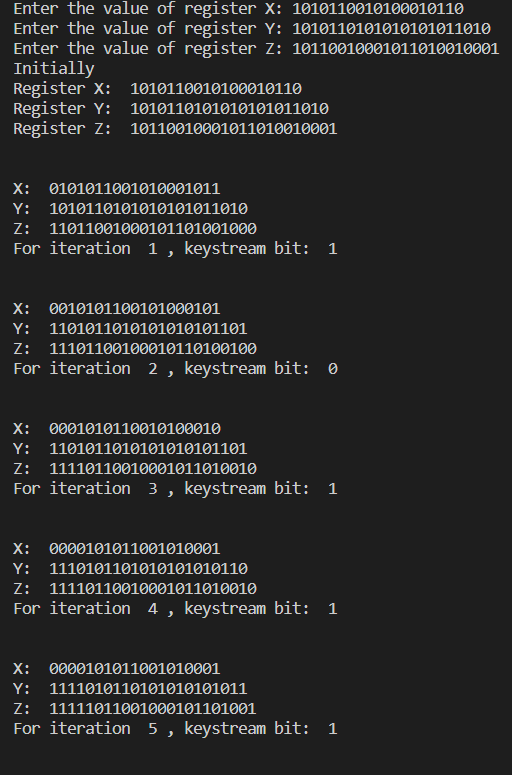 Enter the value of register X: 1010110010100010110
Enter the value of register Y: 1010110101010101011010
Enter the value of register Z: 10110010001011010010001
Initially
Register X:  1010110010100010110
Register Y:  1010110101010101011010
Register Z:  10110010001011010010001
X:  0101011001010001011
Y:  1010110101010101011010
Z:  11011001000101101001000
For iteration  1 , keystream bit:  1
X:  0010101100101000101
Y:  1101011010101010101101
Z:  11101100100010110100100
For iteration  2 , keystream bit:  0
X:  0001010110010100010
Y:  1101011010101010101101
Z:  11110110010001011010010
For iteration  3 , keystream bit:  1
X:  0000101011001010001
Y:  1110101101010101010110
Z:  11110110010001011010010
For iteration  4 , keystream bit:  1
X:  0000101011001010001
Y:  1111010110101010101011
Z:  11111011001000101101001
For iteration  5 , keystream bit:  1